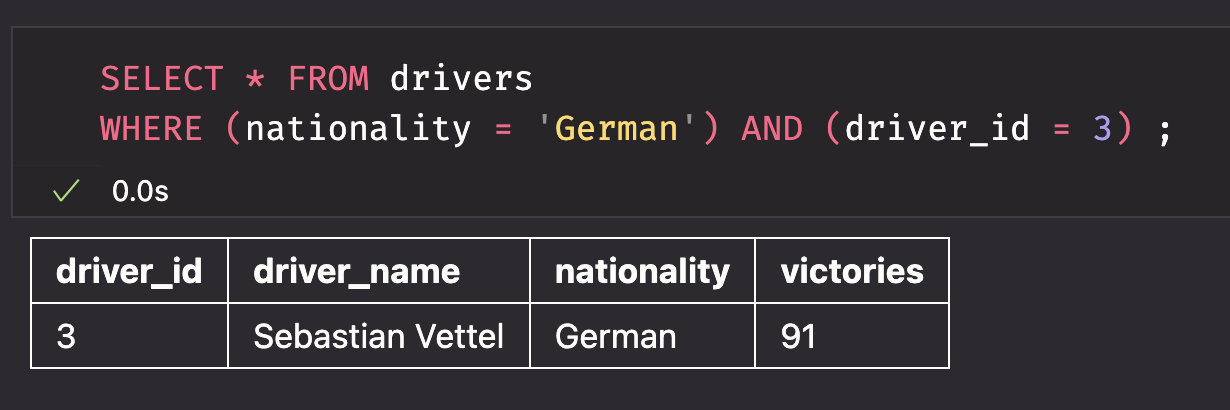 SELECT * FROM drivers
WHERE (nationality = 'German') AND (driver_id = 3) ;
0.0s
driver_id driver_name nationality victories
3 Sebastian Vettel German 91